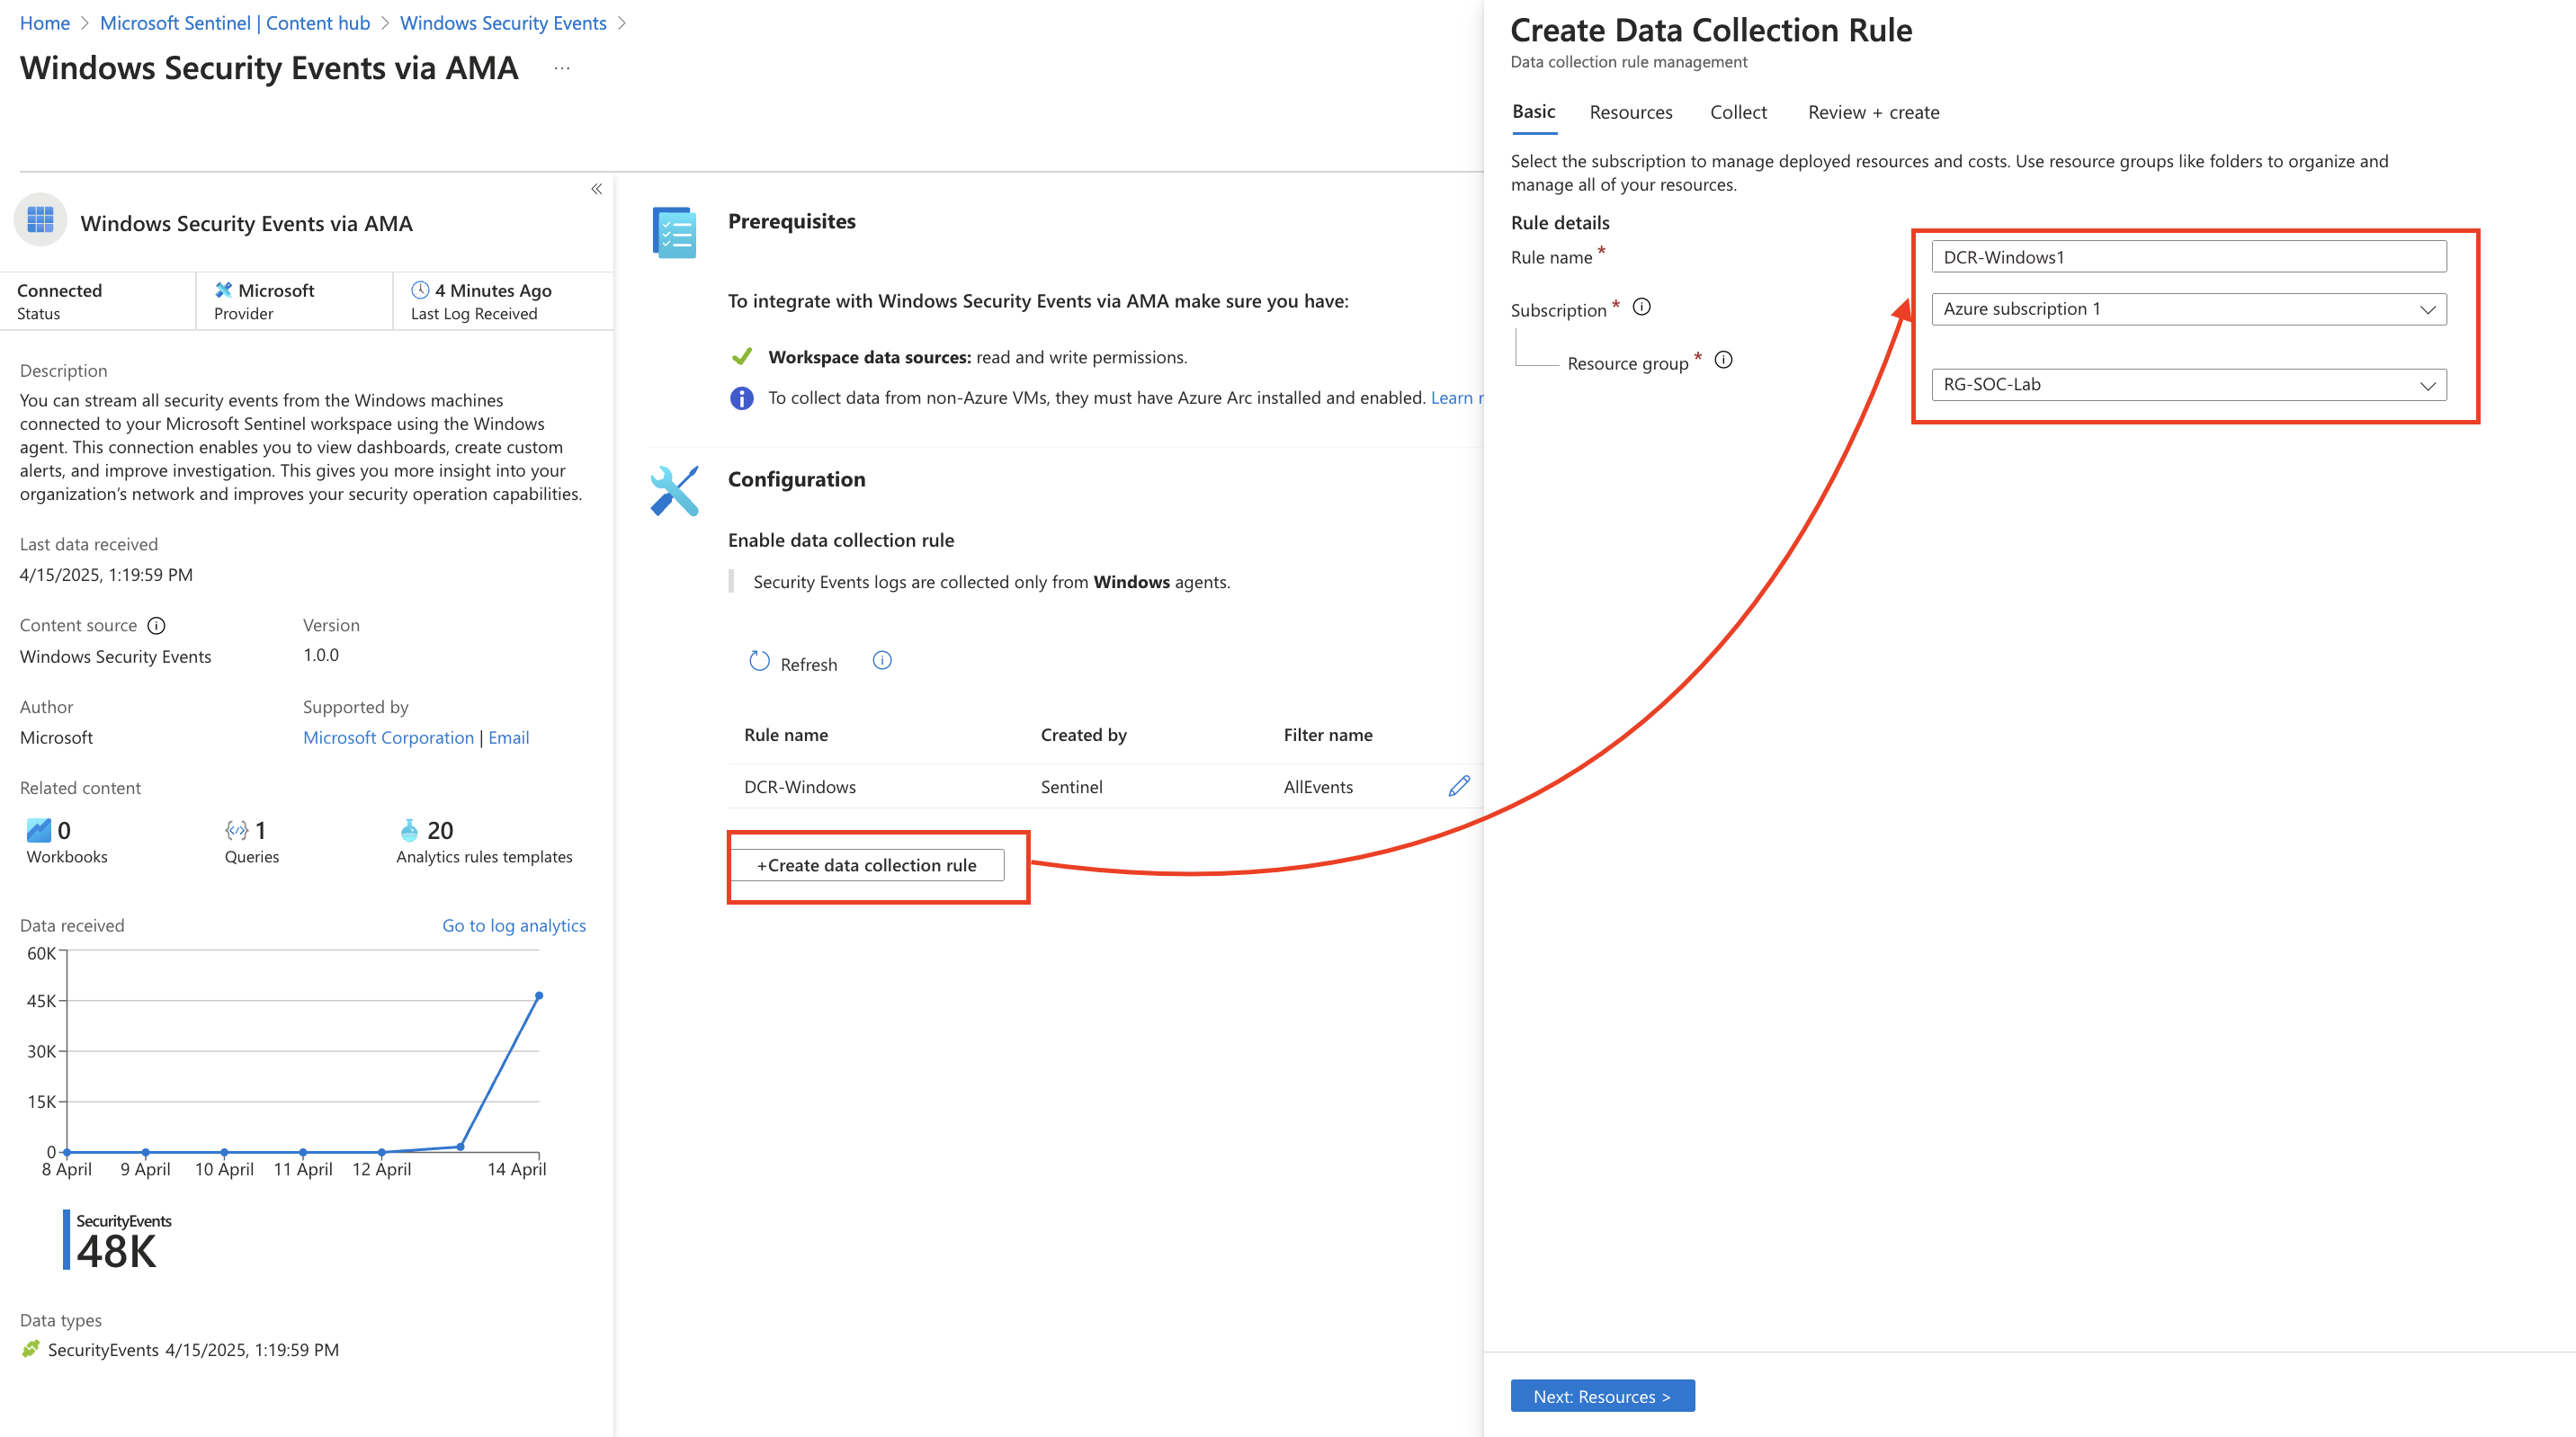 Home > Microsoft Sentinel | Content hub > Windows Security Events >
Windows Security Events via AMA ...
Windows Security Events via AMA
Connected
Status
Microsoft
Provider
4 Minutes Ago
Last Log Received
Description
You can stream all security events from the Windows machines
connected to your Microsoft Sentinel workspace using the Windows
agent. This connection enables you to view dashboards, create custom
alerts, and improve investigation. This gives you more insight into your
organization’s network and improves your security operation capabilities.
Last data received
4/15/2025, 1:19:59 PM
Content source
Windows Security Events
Version
1.0.0
Author
Microsoft
Supported by
Microsoft Corporation | Email
Related content
0
Workbooks
1
Queries
20
Analytics rules templates
Data received
Go to log analytics
60K
45K
30K
15K
0
8 April 9 April 10 April 11 April 12 April 14 April
SecurityEvents
48K
Data types
SecurityEvents 4/15/2025, 1:19:59 PM
Prerequisites
To integrate with Windows Security Events via AMA make sure you have:
Workspace data sources: read and write permissions.
To collect data from non-Azure VMs, they must have Azure Arc installed and enabled. Learn
Configuration
Enable data collection rule
Security Events logs are collected only from Windows agents.
Refresh
Rule name Created by Filter name
DCR-Windows Sentinel AllEvents
+Create data collection rule
Create Data Collection Rule
Data collection rule management
Basic Resources Collect Review + create
Select the subscription to manage deployed resources and costs. Use resource groups like folders to organize and
manage all of your resources.
Rule details
Rule name *
DCR-Windows1
Subscription *
Azure subscription 1
Resource group *
RG-SOC-Lab
Next: Resources >